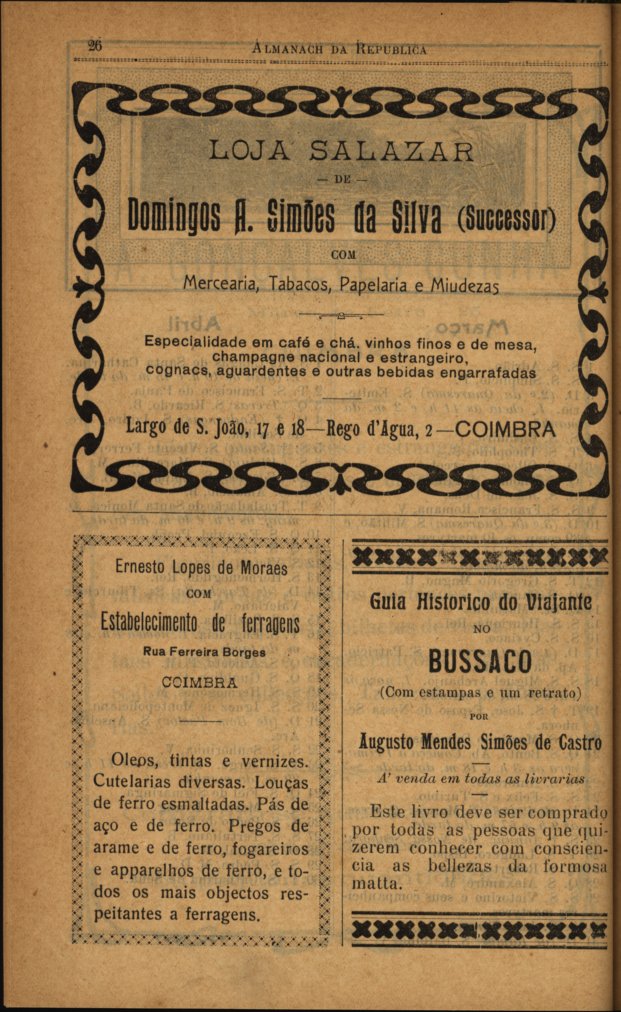 26
ALMANACH DA REPUBLICA
LOJA SALAZAR
— DE —
Domingos A. Simões da Silva (Successor)
COM
Mercearia, Tabacos, Papelaria e Miudezas
Especialidade em café e chá, vinhos finos e de mesa,
champagne nacional e estrangeiro,
cognacs, aguardentes e outras bebidas engarrafadas
Largo de S. João, 17 e 18—Rego d'Agua, 2—COIMBRA
Ernesto Lopes de Moraes
COM
Estabelecimento de ferragens
Rua Ferreira Borges
COIMBRA
Oleos, tintas e vernizes.
Cutelarias diversas. Louças
de ferro esmaltadas. Pás de
aço e de ferro. Pregos de
arame e de ferro, fogareiros
e apparelhos de ferro, e to-
dos os mais objectos res-
peitantes a ferragens.
Guia Historico do Viajante
NO
BUSSACO
(Com estampas e um retrato)
POR
Augusto Mendes Simões de Castro
A' venda em todas as livrarias
Este livro deve ser comprado
por todas as pessoas que qui-
zerem conhecer com conscien-
cia as bellezas da formosa
matta.